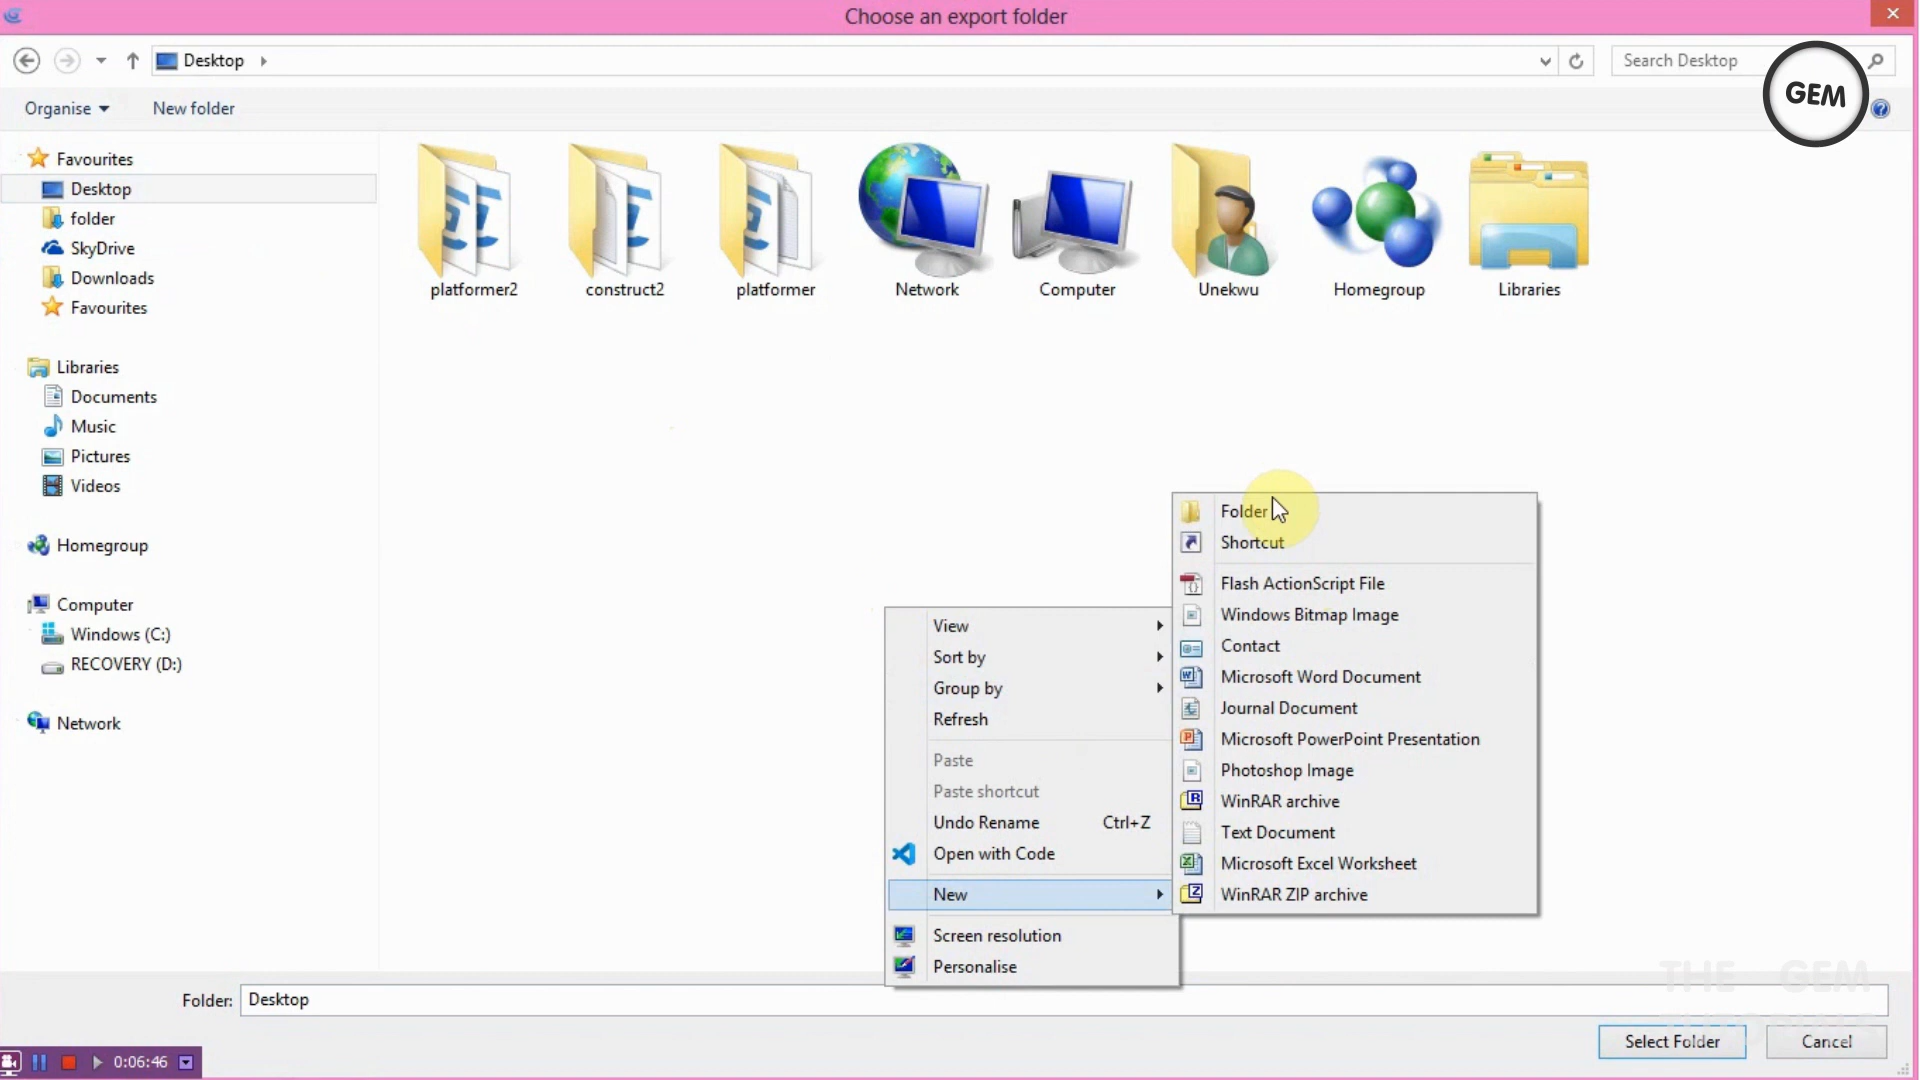 Choose an export folder
Desktop
Search Desktop
GEM
Organise
New folder
Favourites
Desktop
folder
SkyDrive
Downloads
Favourites
Libraries
Documents
Music
Pictures
Videos
Homegroup
Computer
Windows (C:)
RECOVERY (D:)
Network
platformer2
construct2
platformer
Network
Computer
Unekwu
Homegroup
Libraries
View
Sort by
Group by
Refresh
Paste
Paste shortcut
Undo Rename Ctrl+Z
Open with Code
New
Screen resolution
Personalise
Folder
Shortcut
Flash ActionScript File
Windows Bitmap Image
Contact
Microsoft Word Document
Journal Document
Microsoft PowerPoint Presentation
Photoshop Image
WinRAR archive
Text Document
Microsoft Excel Worksheet
WinRAR ZIP archive
THE GEM
Folder: Desktop
Select Folder
Cancel
0:06:46